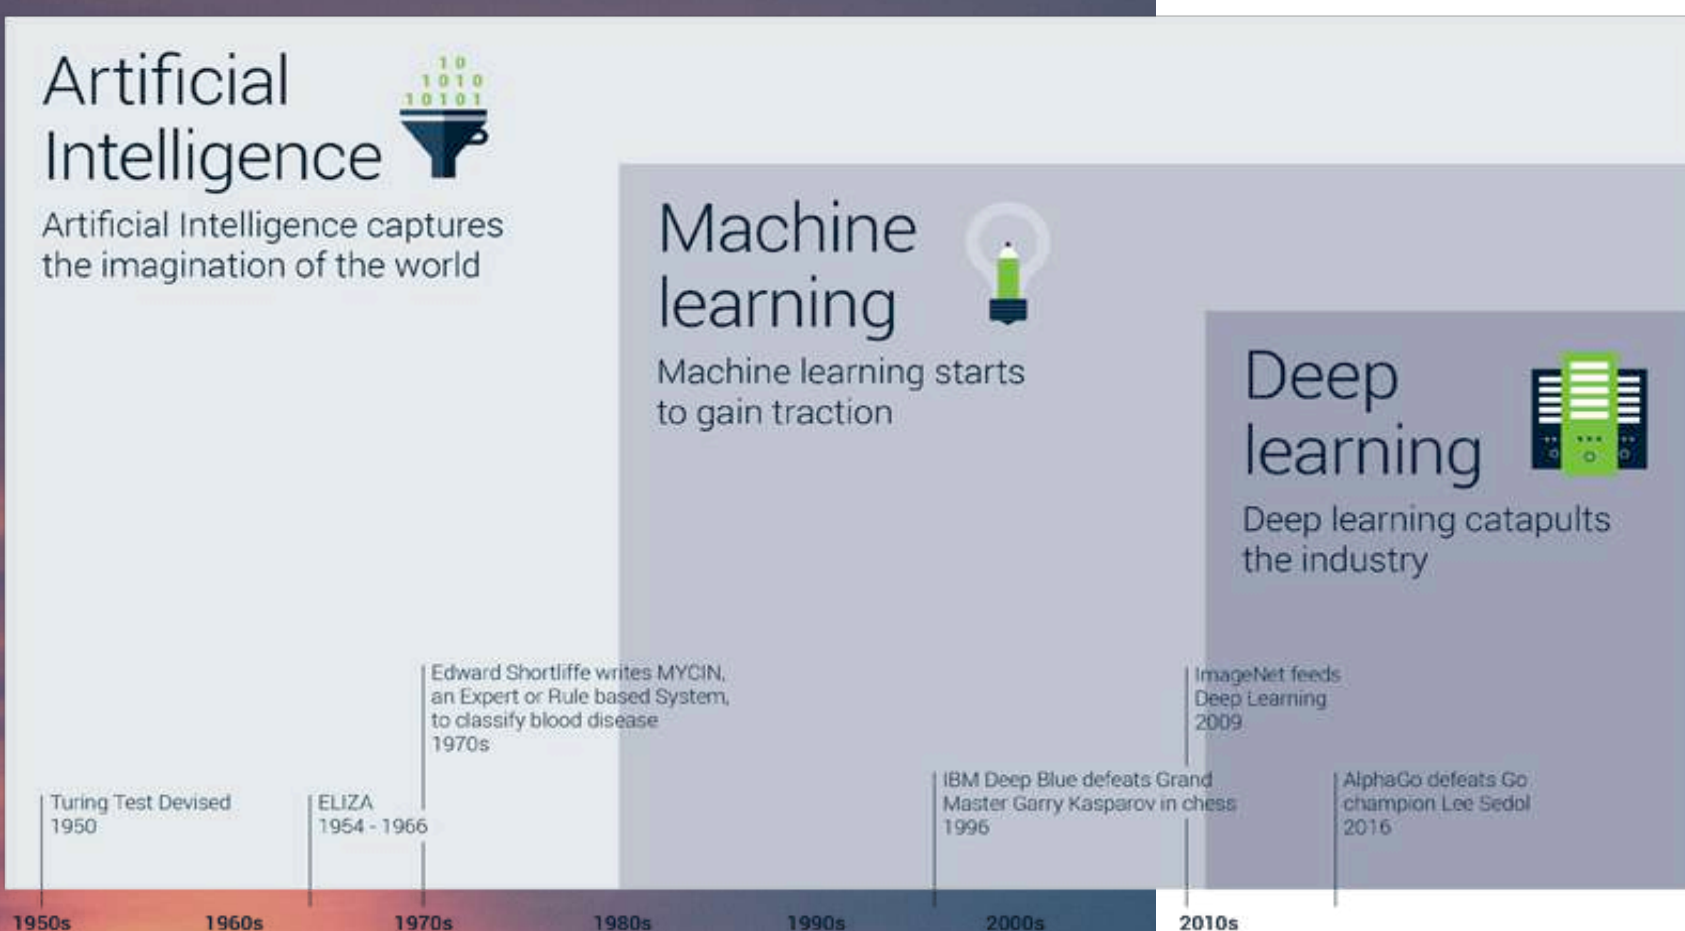 Artificial
Intelligence
10
1010
10101
Artificial Intelligence captures
the imagination of the world
Machine
learning
Machine learning starts
to gain traction
Deep
learning
Deep learning catapults
the industry
Edward Shortliffe writes MYCIN,
an Expert or Rule based System,
to classify blood disease
1970s
ImageNet feeds
Deep Learning
2009
Turing Test Devised
1950
ELIZA
1954 - 1966
IBM Deep Blue defeats Grand
Master Garry Kasparov in chess
1996
AlphaGo defeats Go
champion Lee Sedol
2016
1950s 1960s 1970s 1980s 1990s 2000s 2010s